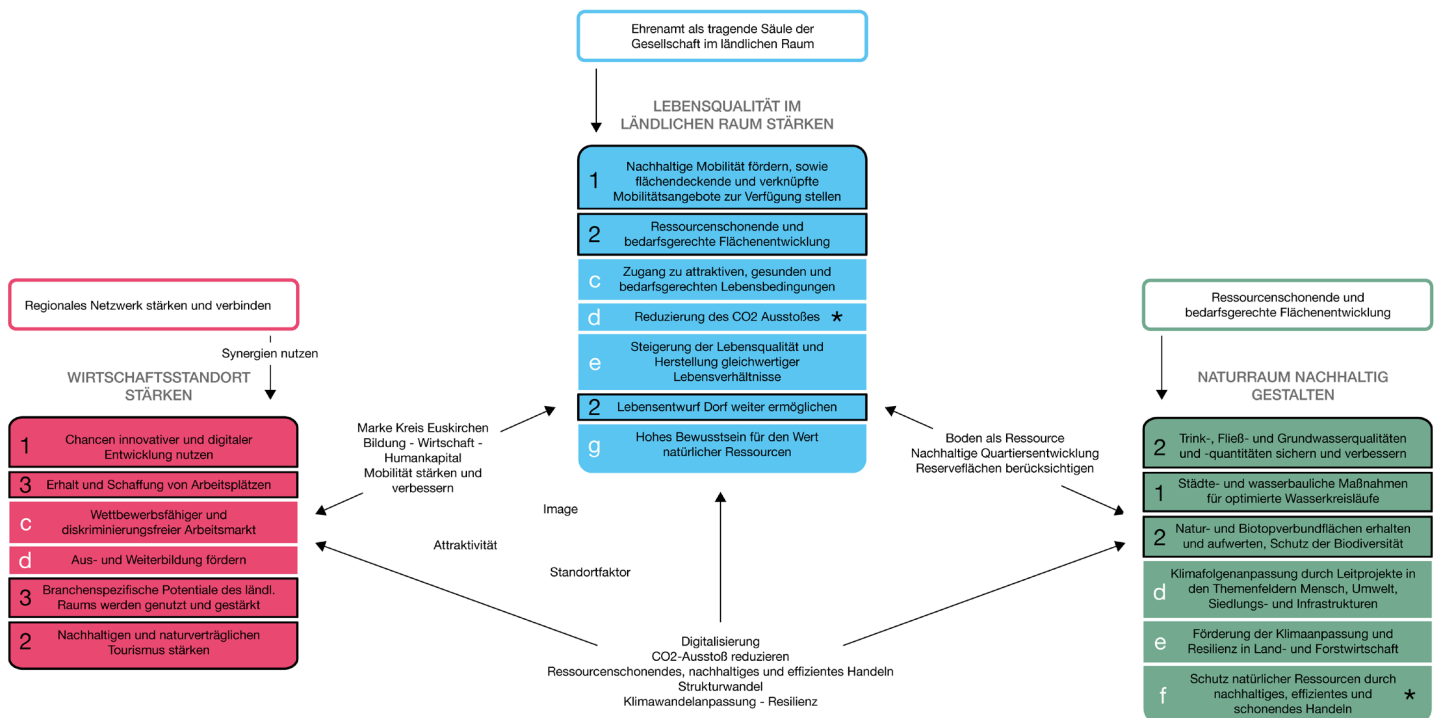 Ehrenamt als tragende Säule der
Gesellschaft im ländlichen Raum
LEBENSQUALITÄT IM
LÄNDLICHEN RAUM STÄRKEN
1
Nachhaltige Mobilität fördern, sowie
flächendeckende und verknüpfte
Mobilitätsangebote zur Verfügung stellen
2
Ressourcenschonende und
bedarfsgerechte Flächenentwicklung
c
Zugang zu attraktiven, gesunden und
bedarfsgerechten Lebensbedingungen
d
Reduzierung des CO2 Ausstoßes *
e
Steigerung der Lebensqualität und
Herstellung gleichwertiger
Lebensverhältnisse
2
Lebensentwurf Dorf weiter ermöglichen
g
Hohes Bewusstsein für den Wert
natürlicher Ressourcen
Regionales Netzwerk stärken und verbinden
Synergien nutzen
WIRTSCHAFTSSTANDORT
STÄRKEN
1
Chancen innovativer und digitaler
Entwicklung nutzen
3
Erhalt und Schaffung von Arbeitsplätzen
c
Wettbewerbsfähiger und
diskriminierungsfreier Arbeitsmarkt
d
Aus- und Weiterbildung fördern
3
Branchenspezifische Potentiale des ländl.
Raums werden genutzt und gestärkt
2
Nachhaltigen und naturverträglichen
Tourismus stärken
Marke Kreis Euskirchen
Bildung - Wirtschaft -
Humankapital
Mobilität stärken und
verbessern
Image
Attraktivität
Standortfaktor
Digitalisierung
CO2-Ausstoß reduzieren
Ressourcenschonendes, nachhaltiges und effizientes Handeln
Strukturwandel
Klimawandelanpassung - Resilienz
Boden als Ressource
Nachhaltige Quartiersentwicklung
Reserveflächen berücksichtigen
Ressourcenschonende und
bedarfsgerechte Flächenentwicklung
NATURRAUM NACHHALTIG
GESTALTEN
2
Trink-, Fließ- und Grundwasserqualitäten
und -quantitäten sichern und verbessern
1
Städte- und wasserbauliche Maßnahmen
für optimierte Wasserkreisläufe
2
Natur- und Biotopverbundflächen erhalten
und aufwerten, Schutz der Biodiversität
d
Klimafolgenanpassung durch Leitprojekte in
den Themenfeldern Mensch, Umwelt,
Siedlungs- und Infrastrukturen
e
Förderung der Klimaanpassung und
Resilienz in Land- und Forstwirtschaft
f
Schutz natürlicher Ressourcen durch
nachhaltiges, effizientes und *
schonendes Handeln